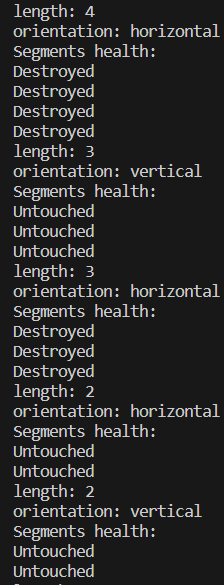 length: 4
orientation: horizontal
Segments health:
Destroyed
Destroyed
Destroyed
Destroyed
length: 3
orientation: vertical
Segments health:
Untouched
Untouched
Untouched
length: 3
orientation: horizontal
Segments health:
Destroyed
Destroyed
Destroyed
length: 2
orientation: horizontal
Segments health:
Untouched
Untouched
length: 2
orientation: vertical
Segments health:
Untouched
Untouched